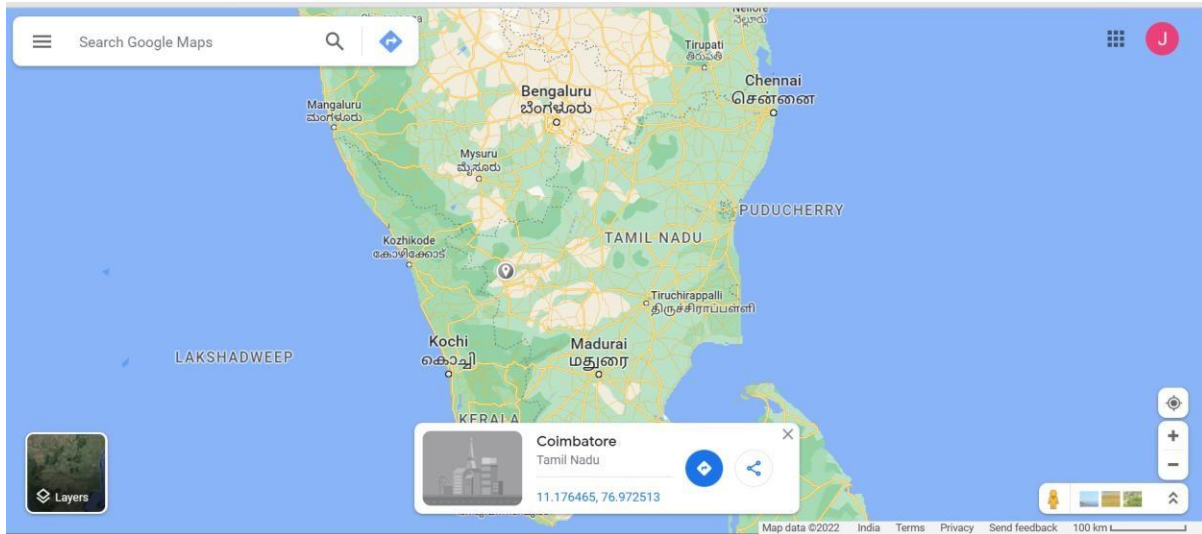 Search Google Maps
J
Nellore
నెల్లూరు
Tirupati
తిరుపతి
Chennai
சென்னை
Bengaluru
ಬೆಂಗಳೂರು
Mangaluru
ಮಂಗಳೂರು
Mysuru
ಮೈಸೂರು
PUDUCHERRY
TAMIL NADU
Kozhikode
കോഴിക്കോട്
Tiruchirappalli
திருச்சிராப்பள்ளி
Kochi
കൊച്ചി
Madurai
மதுரை
LAKSHADWEEP
KERALA
Coimbatore
Tamil Nadu
11.176465, 76.972513
Layers
Map data ©2022 India Terms Privacy Send feedback 100 km